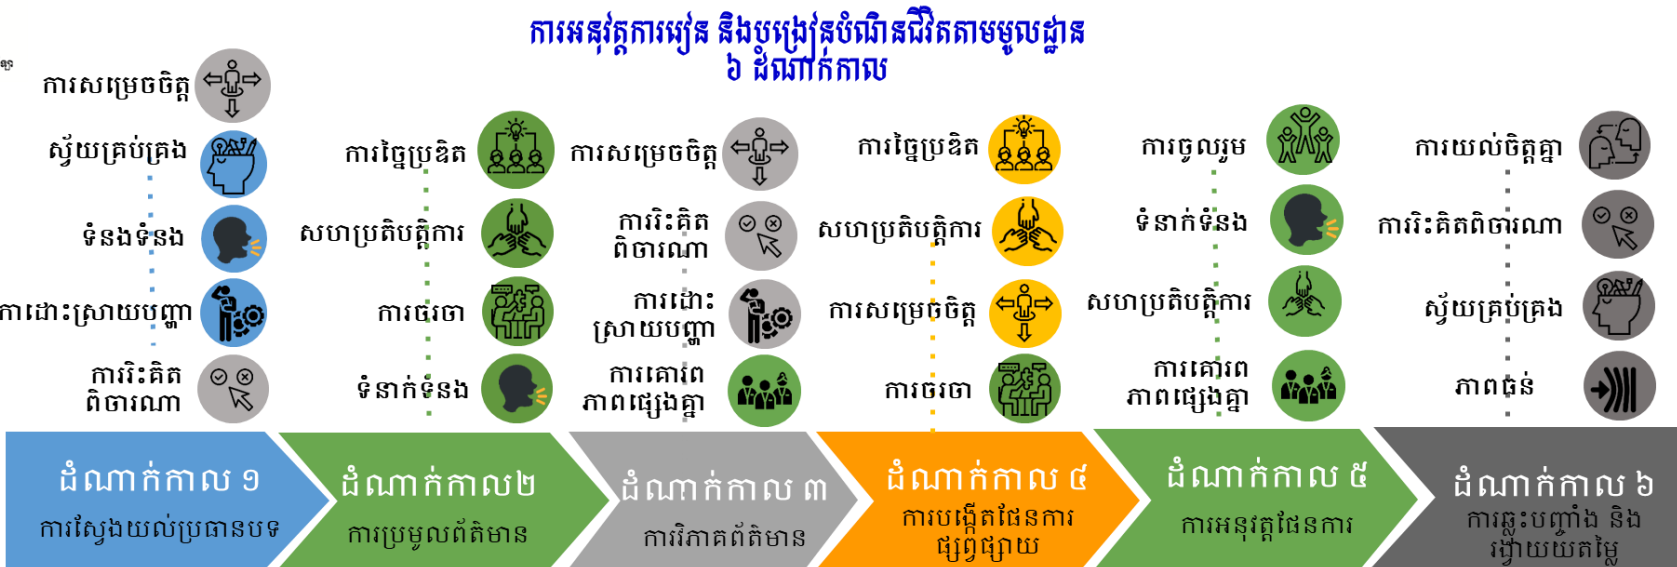 ការអនុវត្តការរៀន និងបង្រៀនបំណិនជីវិតតាមមូលដ្ឋាន
៦ ដំណាក់កាល
ការសម្រេចចិត្ត
ស្វ័យគ្រប់គ្រង
ទំនងទំនង
កាដោះស្រាយបញ្ហា
ការរិះគិត
ពិចារណា
ដំណាក់កាល ១
ការស្វែងយល់ប្រធានបទ
ការច្នៃប្រឌិត
សហប្រតិបត្តិការ
ការចរចា
ទំនាក់ទំនង
ដំណាក់កាល២
ការប្រមូលព័ត៌មាន
ការសម្រេចចិត្ត
ការរិះគិត
ពិចារណា
ការដោះ
ស្រាយបញ្ហា
ការគោរព
ភាពផ្សេងគ្នា
ដំណាក់កាល ៣
ការវិភាគព័ត៌មាន
ការច្នៃប្រឌិត
សហប្រតិបត្តិការ
ការសម្រេចចិត្ត
ការចរចា
ដំណាក់កាល ៤
ការបង្កើតផែនការ
ផ្សព្វផ្សាយ
ការចូលរួម
ទំនាក់ទំនង
សហប្រតិបត្តិការ
ការគោរព
ភាពផ្សេងគ្នា
ដំណាក់កាល ៥
ការអនុវត្តផែនការ
ការយល់ចិត្តគ្នា
ការរិះគិតពិចារណា
ស្វ័យគ្រប់គ្រង
ភាពធន់
ដំណាក់កាល ៦
ការឆ្លុះបញ្ចាំង និង
រង្វាយយតម្លៃ